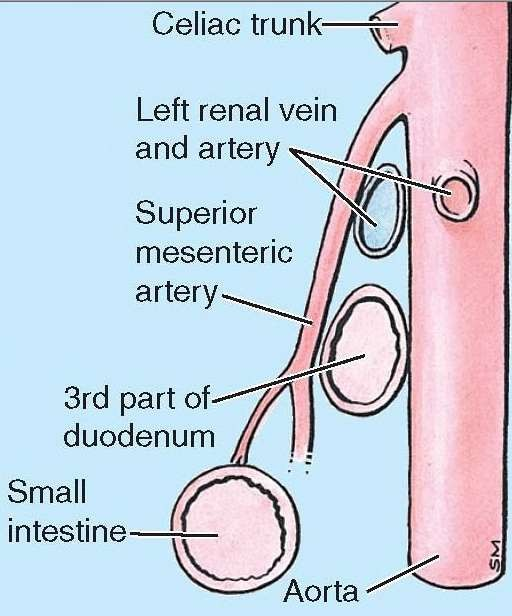 Celiac trunk
Left renal vein
and artery
Superior
mesenteric
artery
3rd part of
duodenum
Small
intestine
Aorta
SM